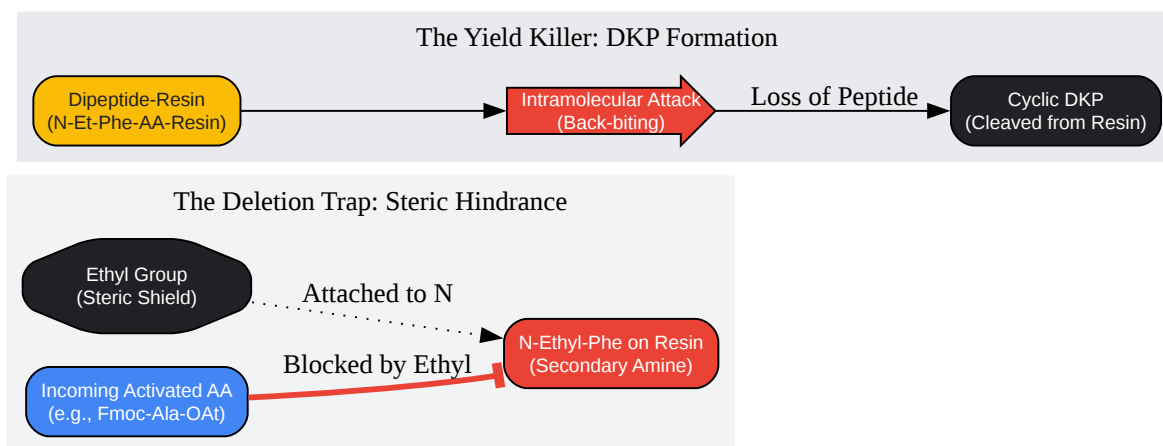 The Yield Killer: DKP Formation
Dipeptide-Resin
(N-Et-Phe-AA-Resin)
Intramolecular Attack
(Back-biting)
Loss of Peptide
Cyclic DKP
(Cleaved from Resin)
The Deletion Trap: Steric Hindrance
Ethyl Group
(Steric Shield)
Attached to N
N-Ethyl-Phe on Resin
(Secondary Amine)
Blocked by Ethyl
Incoming Activated AA
(e.g., Fmoc-Ala-OAt)